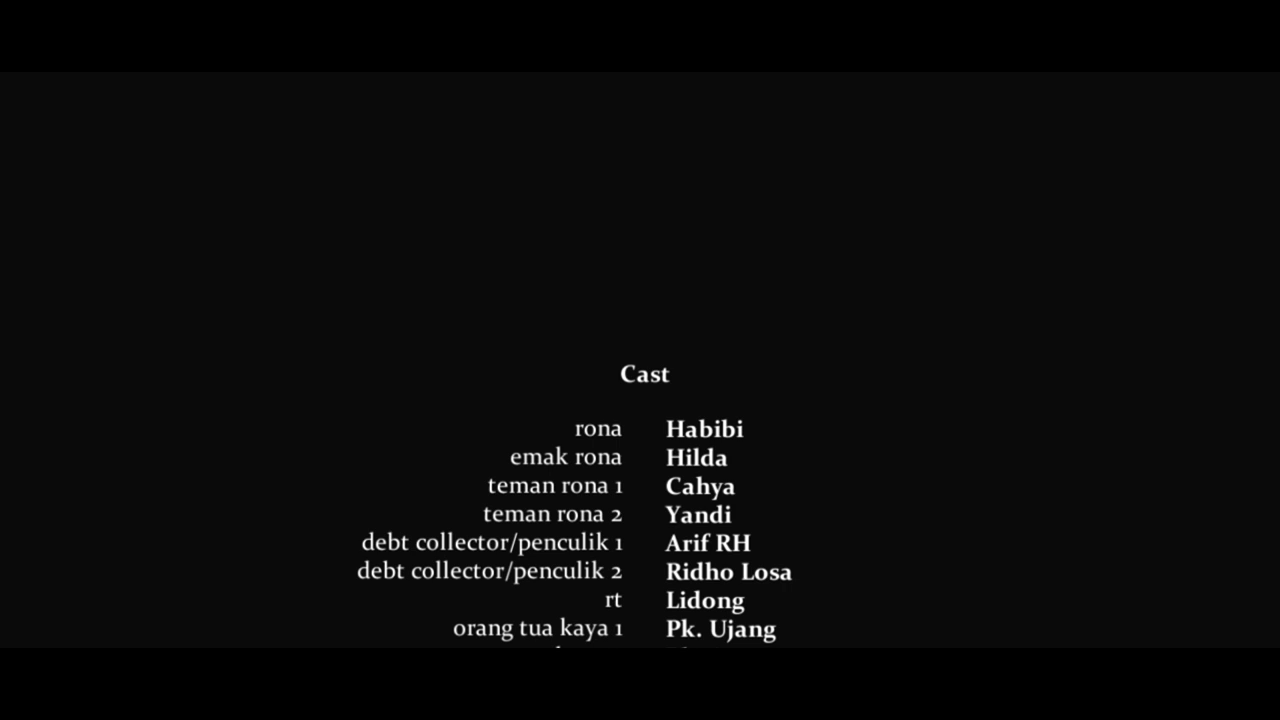 Cast
rona Habibi
emak rona Hilda
teman rona 1 Cahya
teman rona 2 Yandi
debt collector/penculik 1 Arif RH
debt collector/penculik 2 Ridho Losa
rt Lidong
orang tua kaya 1 Pk. Ujang